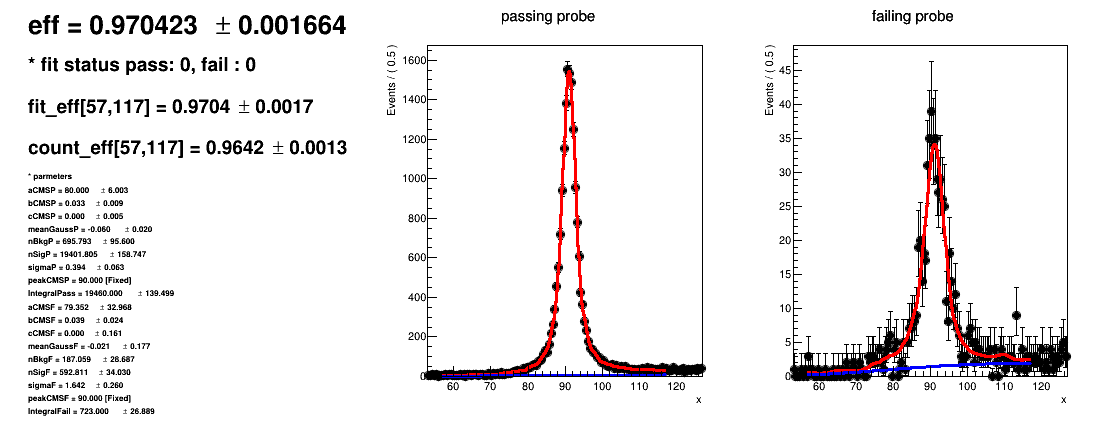 eff = 0.970423 ± 0.001664
* fit status pass: 0, fail : 0
fit_eff[57,117] = 0.9704 ± 0.0017
count_eff[57,117] = 0.9642 ± 0.0013
* parmeters
aCMSP = 80.000 ± 6.003
bCMSP = 0.033 ± 0.009
cCMSP = 0.000 ± 0.005
meanGaussP = -0.060 ± 0.020
nBkgP = 695.793 ± 95.600
nSigP = 19401.805 ± 158.747
sigmaP = 0.394 ± 0.063
peakCMSP = 90.000 [Fixed]
IntegralPass = 19460.000 ± 139.499
aCMSF = 79.352 ± 32.968
bCMSF = 0.039 ± 0.024
cCMSF = 0.000 ± 0.161
meanGaussF = -0.021 ± 0.177
nBkgF = 187.059 ± 28.687
nSigF = 592.811 ± 34.030
sigmaF = 1.642 ± 0.260
peakCMSF = 90.000 [Fixed]
IntegralFail = 723.000 ± 26.889
passing probe
Events / ( 0.5 )
1600
1400
1200
1000
800
600
400
200
0
60 70 80 90 100 110 120
x
failing probe
Events / ( 0.5 )
45
40
35
30
25
20
15
10
5
0
60 70 80 90 100 110 120
x